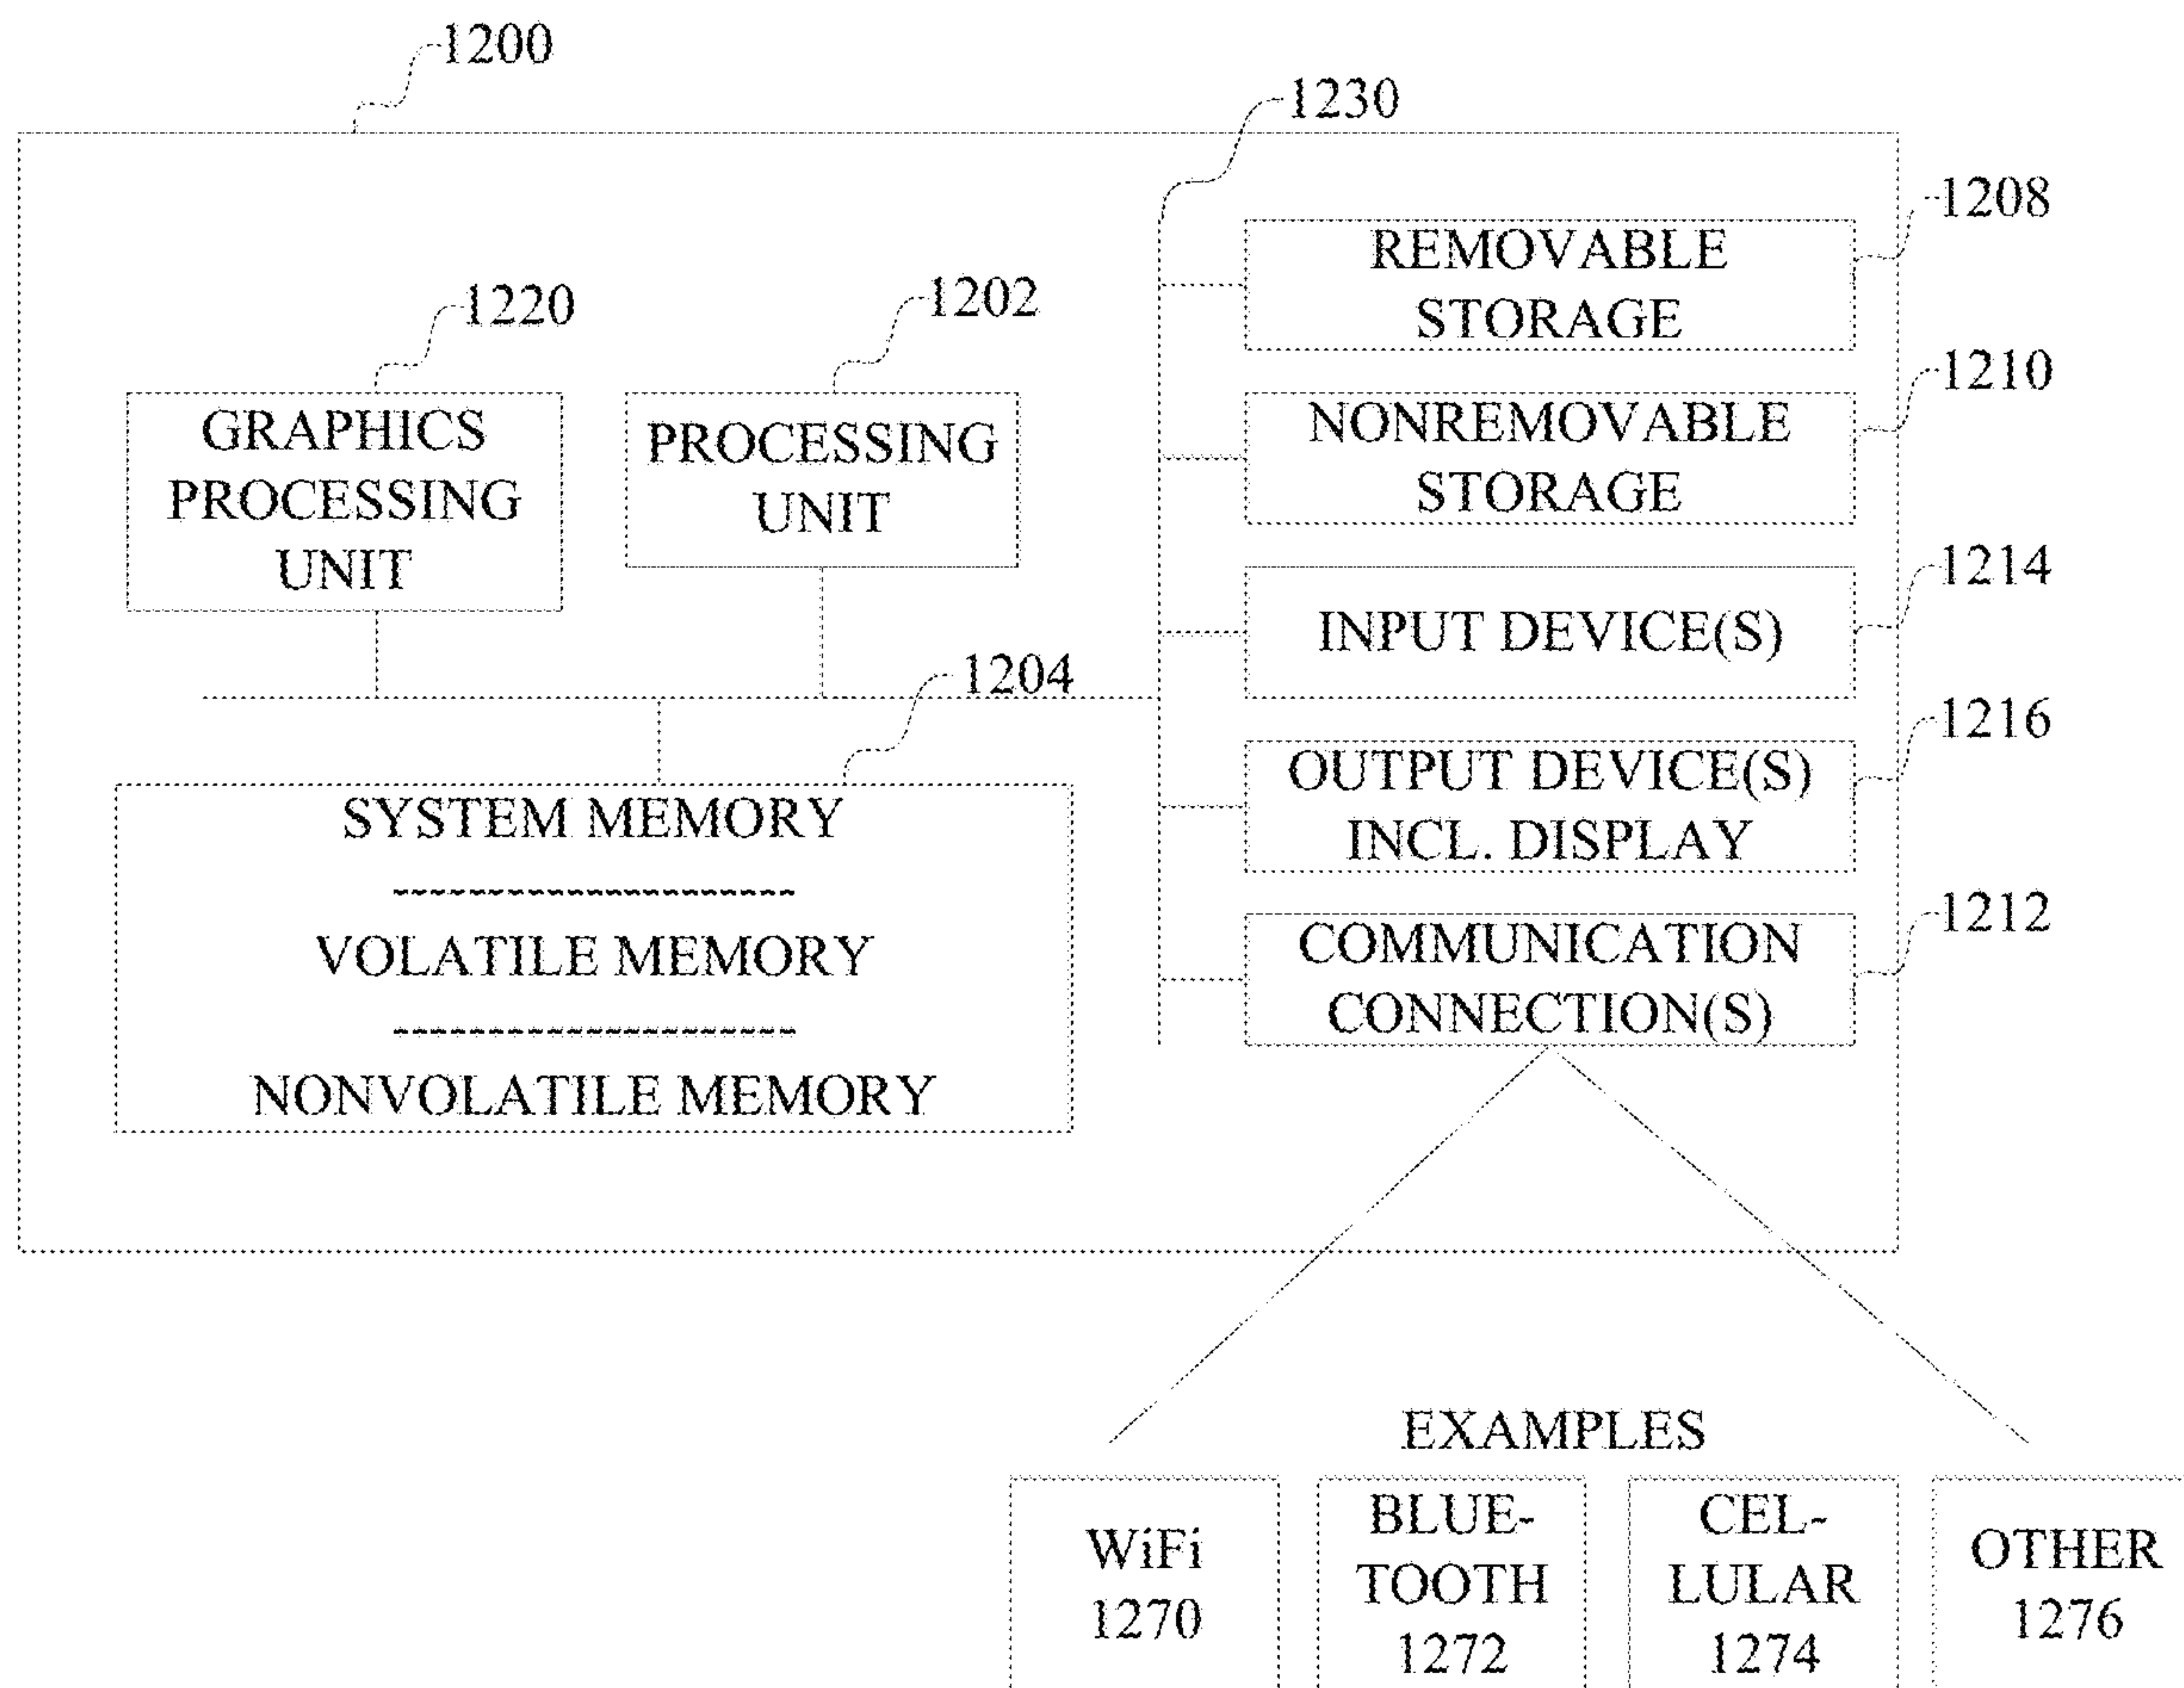 1200
1230
1208
REMOVABLE
STORAGE
1220
1202
1210
GRAPHICS
PROCESSING
UNIT
PROCESSING
UNIT
NONREMOVABLE
STORAGE
1214
INPUT DEVICE(S)
1204
1216
SYSTEM MEMORY
VOLATILE MEMORY
NONVOLATILE MEMORY
OUTPUT DEVICE(S)
INCL. DISPLAY
1212
COMMUNICATION
CONNECTION(S)
EXAMPLES
WiFi
1270
BLUE-
TOOTH
1272
CEL-
LULAR
1274
OTHER
1276